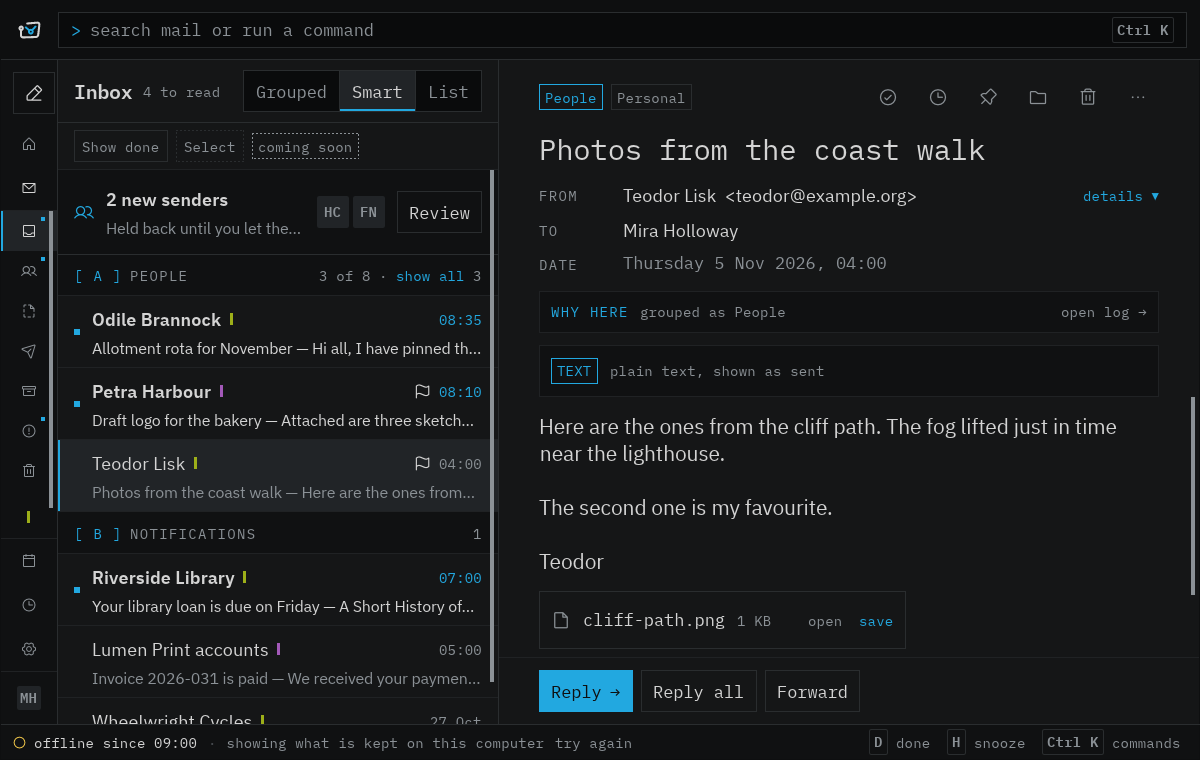 > search mail or run a command Ctrl K
Inbox 4 to read Grouped Smart List
Show done Select coming soon
2 new senders
Held back until you let the...
HC FN Review
[ A ] PEOPLE 3 of 8 · show all 3
Odile Brannock 08:35
Allotment rota for November — Hi all, I have pinned th...
Petra Harbour 08:10
Draft logo for the bakery — Attached are three sketch...
Teodor Lisk 04:00
Photos from the coast walk — Here are the ones from...
[ B ] NOTIFICATIONS 1
Riverside Library 07:00
Your library loan is due on Friday — A Short History of...
Lumen Print accounts 05:00
Invoice 2026-031 is paid — We received your paymen...
Wheelwright Cycles 27 Oct
MH
People Personal ...
Photos from the coast walk
FROM Teodor Lisk <teodor@example.org> details ▾
TO Mira Holloway
DATE Thursday 5 Nov 2026, 04:00
WHY HERE grouped as People open log →
TEXT plain text, shown as sent
Here are the ones from the cliff path. The fog lifted just in time
near the lighthouse.
The second one is my favourite.
Teodor
cliff-path.png 1 KB open save
Reply → Reply all Forward
offline since 09:00 · showing what is kept on this computer try again D done H snooze Ctrl K commands